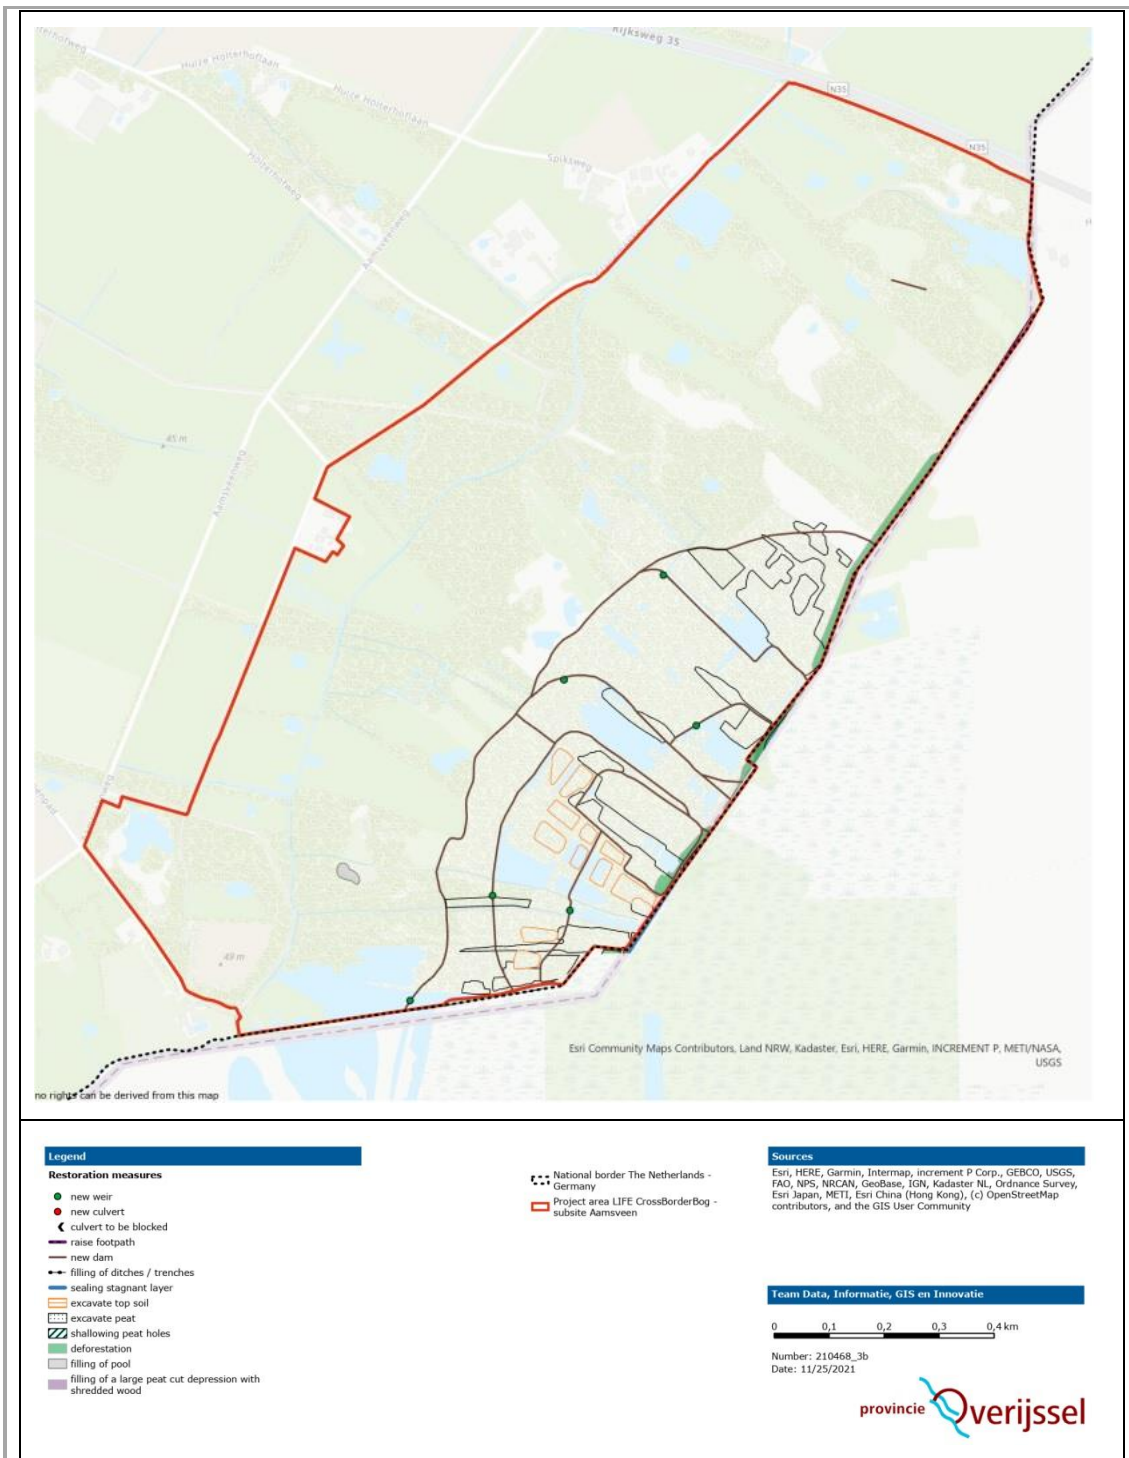 Rijksweg 35
Huize Holterhoflaan
N35
Huize Holterhoflaan
N35
Spiksweg
Holterhofweg
Aamsveenweg
45 m
Aamsveenweg
49 m
Esri Community Maps Contributors, Land NRW, Kadaster, Esri, HERE, Garmin, INCREMENT P, METI/NASA,
USGS
no rights can be derived from this map
Legend
Restoration measures
new weir
new culvert
culvert to be blocked
raise footpath
new dam
filling of ditches / trenches
sealing stagnant layer
excavate top soil
excavate peat
shallowing peat holes
deforestation
filling of pool
filling of a large peat cut depression with
shredded wood
National border The Netherlands -
Germany
Project area LIFE CrossBorderBog -
subsite Aamsveen
Sources
Esri, HERE, Garmin, Intermap, increment P Corp., GEBCO, USGS,
FAO, NPS, NRCAN, GeoBase, IGN, Kadaster NL, Ordnance Survey,
Esri Japan, METI, Esri China (Hong Kong), (c) OpenStreetMap
contributors, and the GIS User Community
Team Data, Informatie, GIS en Innovatie
0 0,1 0,2 0,3 0,4 km
Number: 210468_3b
Date: 11/25/2021
provincie Overijssel